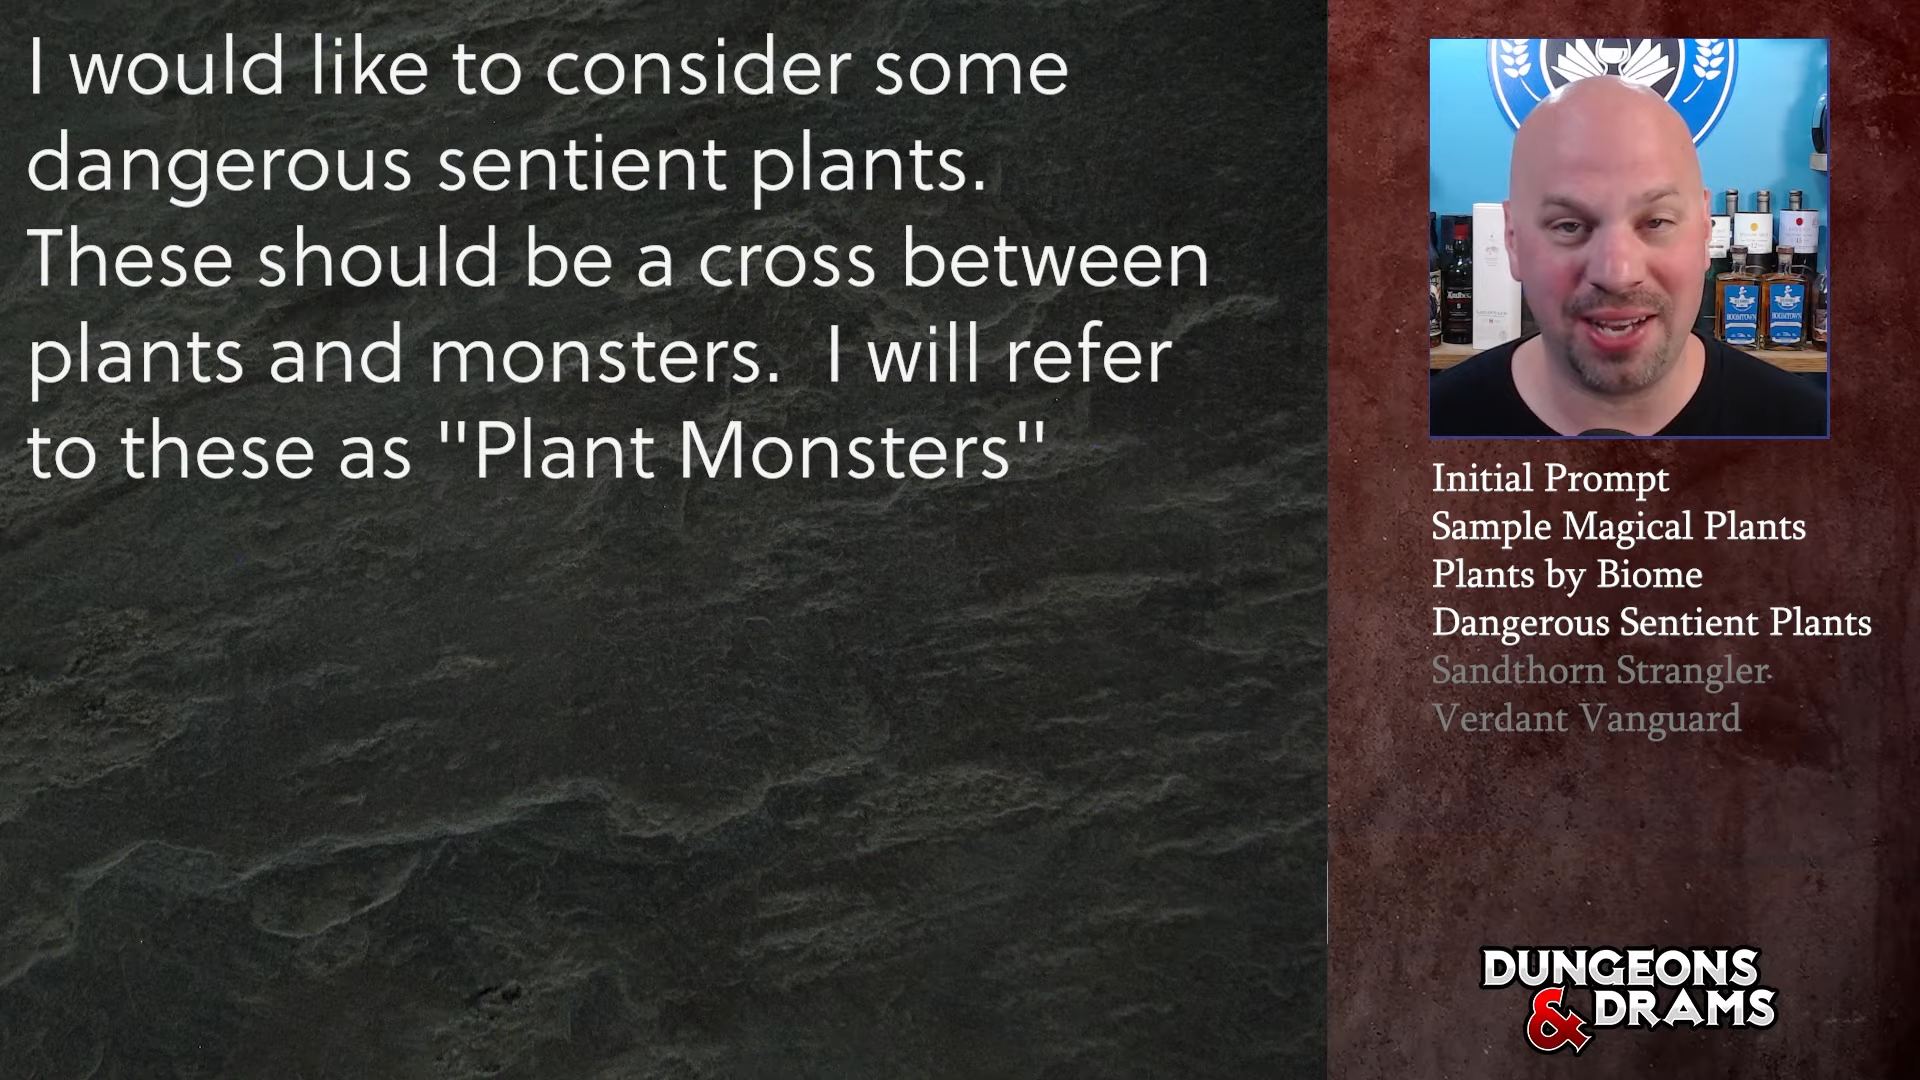 I would like to consider some
dangerous sentient plants.
These should be a cross between
plants and monsters.  I will refer
to these as "Plant Monsters"
Initial Prompt
Sample Magical Plants
Plants by Biome
Dangerous Sentient Plants
Sandthorn Strangler
Verdant Vanguard
DUNGEONS
& DRAMS
BOOMTOWN
BOOMTOWN